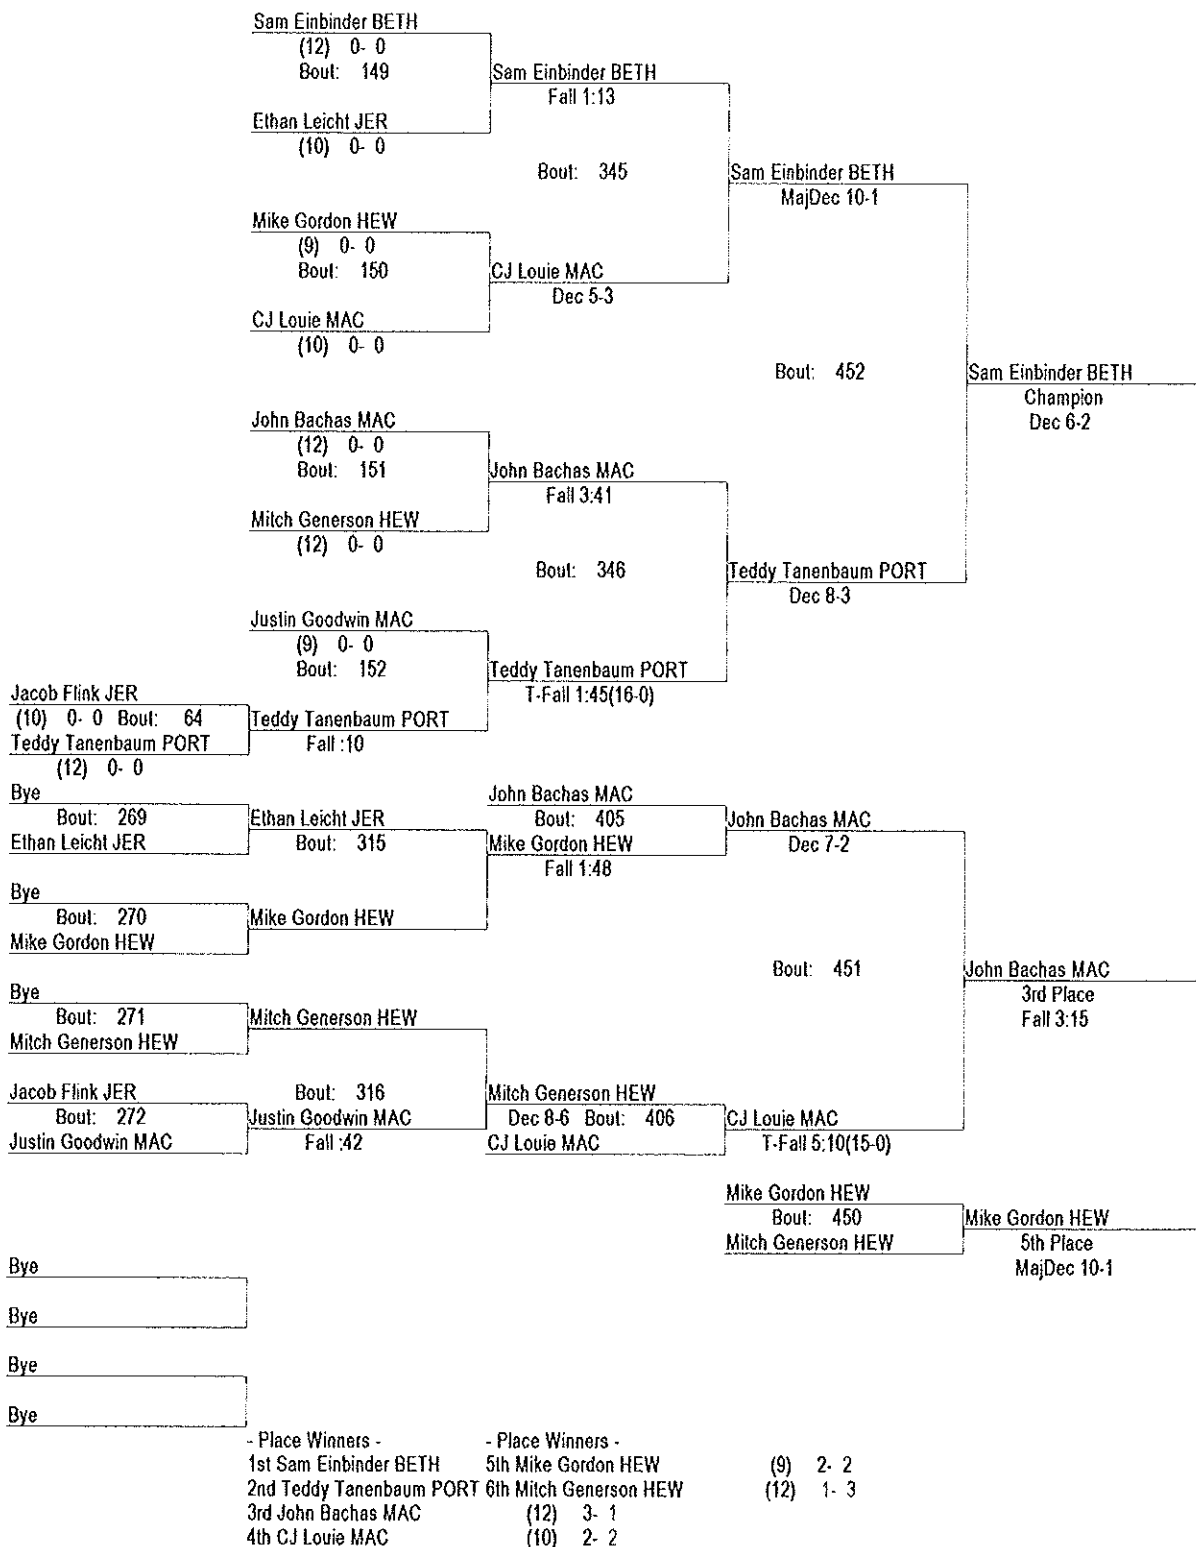 Sam Einbinder BETH
(12) 0- 0
Bout: 149
Sam Einbinder BETH
Fall 1:13
Ethan Leicht JER
(10) 0- 0
Bout: 345
Sam Einbinder BETH
MajDec 10-1
Mike Gordon HEW
(9) 0- 0
Bout: 150
CJ Louie MAC
Dec 5-3
CJ Louie MAC
(10) 0- 0
Bout: 452
Sam Einbinder BETH
Champion
Dec 6-2
John Bachas MAC
(12) 0- 0
Bout: 151
John Bachas MAC
Fall 3:41
Mitch Generson HEW
(12) 0- 0
Bout: 346
Teddy Tanenbaum PORT
Dec 8-3
Justin Goodwin MAC
(9) 0- 0
Bout: 152
Teddy Tanenbaum PORT
T-Fall 1:45(16-0)
Jacob Flink JER
(10) 0- 0 Bout: 64
Teddy Tanenbaum PORT
Fall :10
Teddy Tanenbaum PORT
(12) 0- 0
Bye
Bout: 269
Ethan Leicht JER
Ethan Leicht JER
Bout: 315
John Bachas MAC
Bout: 405
Mike Gordon HEW
Fall 1:48
John Bachas MAC
Dec 7-2
Bye
Bout: 270
Mike Gordon HEW
Mike Gordon HEW
Bout: 451
John Bachas MAC
3rd Place
Fall 3:15
Bye
Bout: 271
Mitch Generson HEW
Mitch Generson HEW
Jacob Flink JER
Bout: 272
Justin Goodwin MAC
Bout: 316
Justin Goodwin MAC
Fall :42
Mitch Generson HEW
Dec 8-6 Bout: 406
CJ Louie MAC
CJ Louie MAC
T-Fall 5:10(15-0)
Mike Gordon HEW
Bout: 450
Mitch Generson HEW
Mike Gordon HEW
5th Place
MajDec 10-1
Bye
Bye
Bye
Bye
- Place Winners - - Place Winners -
1st Sam Einbinder BETH 5th Mike Gordon HEW (9) 2- 2
2nd Teddy Tanenbaum PORT 6th Mitch Generson HEW (12) 1- 3
3rd John Bachas MAC (12) 3- 1
4th CJ Louie MAC (10) 2- 2